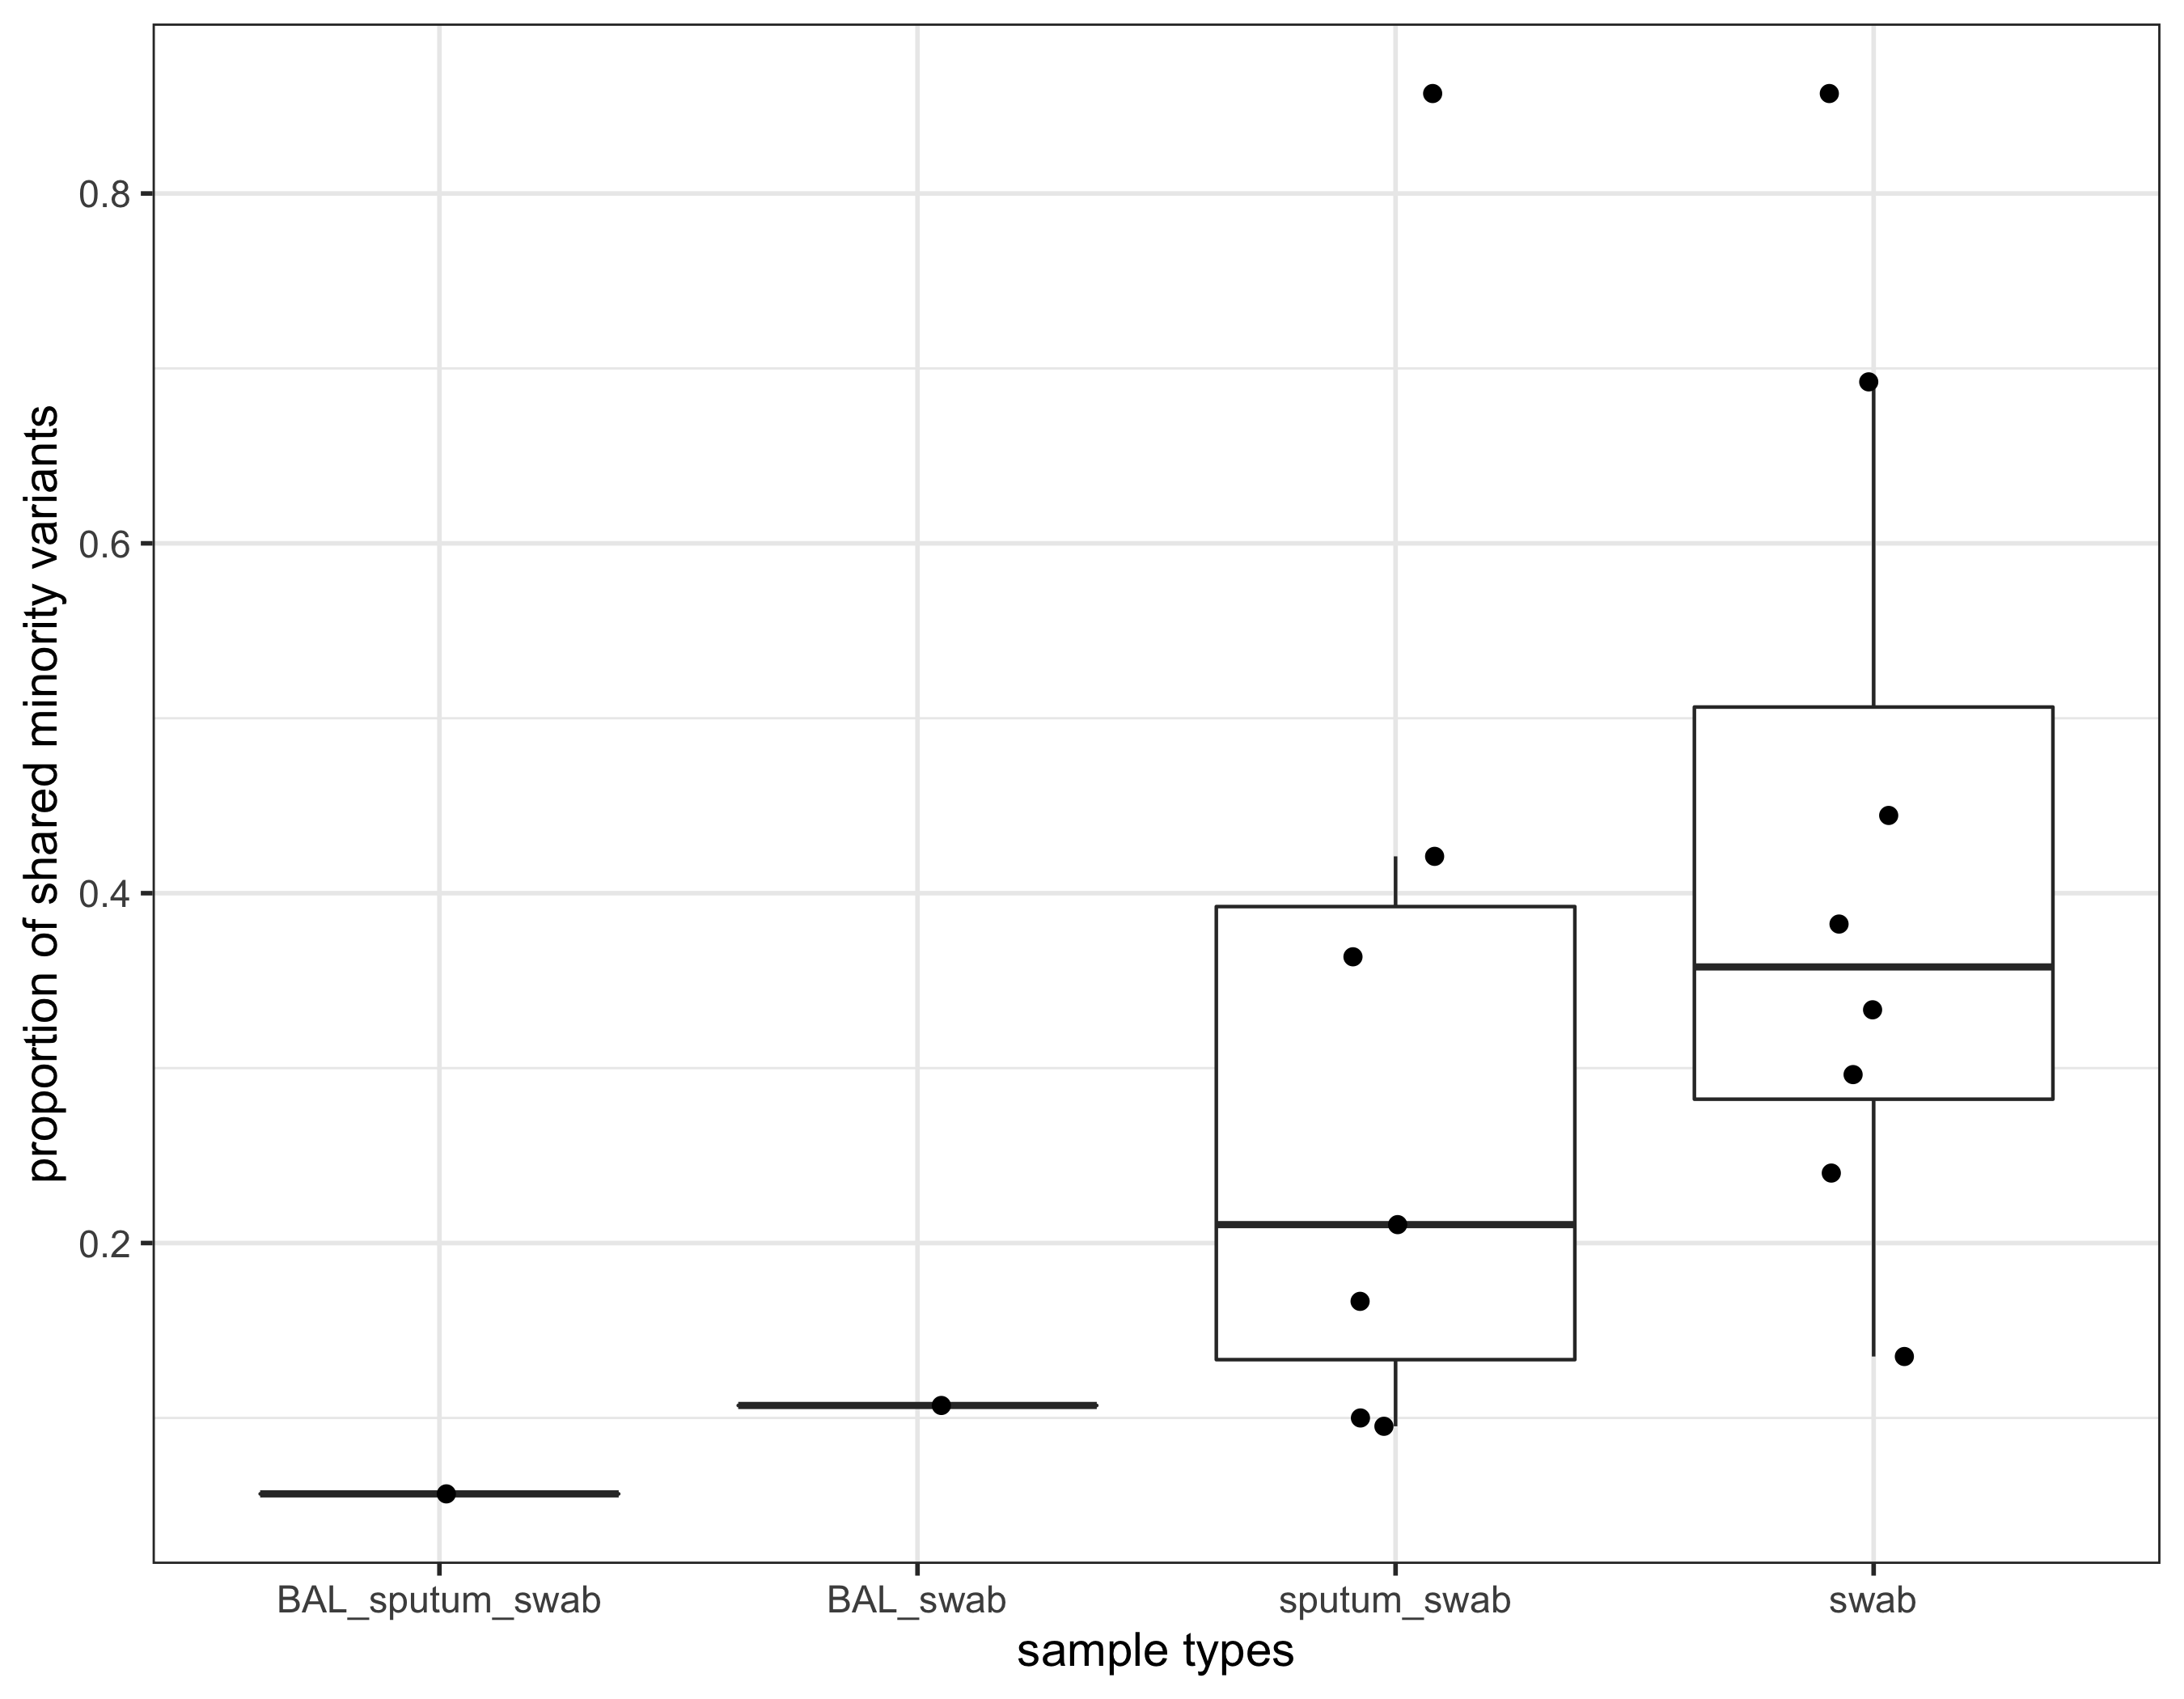 proportion of shared minority variants
0.8
0.6
0.4
0.2
BAL_sputum_swab
BAL_swab
sputum_swab
swab
sample types